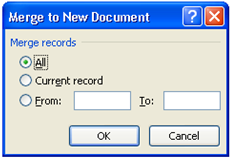 Merge to New Document
Merge records
All
Current record
From: To:
OK Cancel